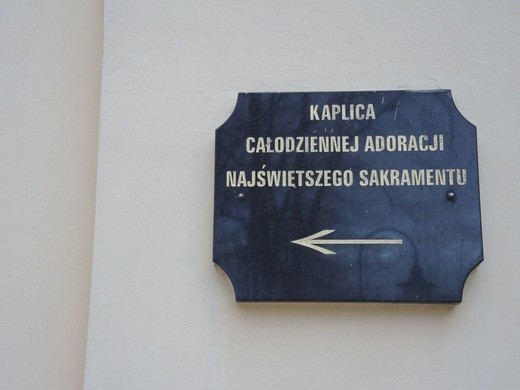 KAPLICA
CAŁODZIENNEJ ADORACJI
NAJŚWIĘTSZEGO SAKRAMENTU